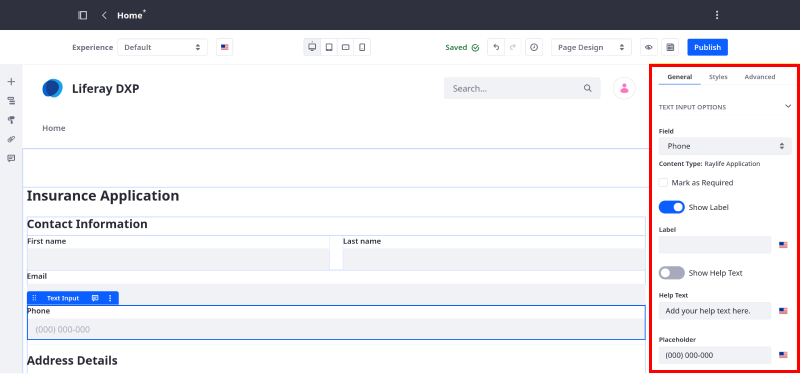 Home*
Experience Default Saved Page Design Publish
Liferay DXP
Search...
Home
Insurance Application
Contact Information
First name Last name
Email
Text Input
Phone
(000) 000-000
Address Details
General Styles Advanced
TEXT INPUT OPTIONS
Field
Phone
Content Type: Raylife Application
Mark as Required
Show Label
Label
Show Help Text
Help Text
Add your help text here.
Placeholder
(000) 000-000